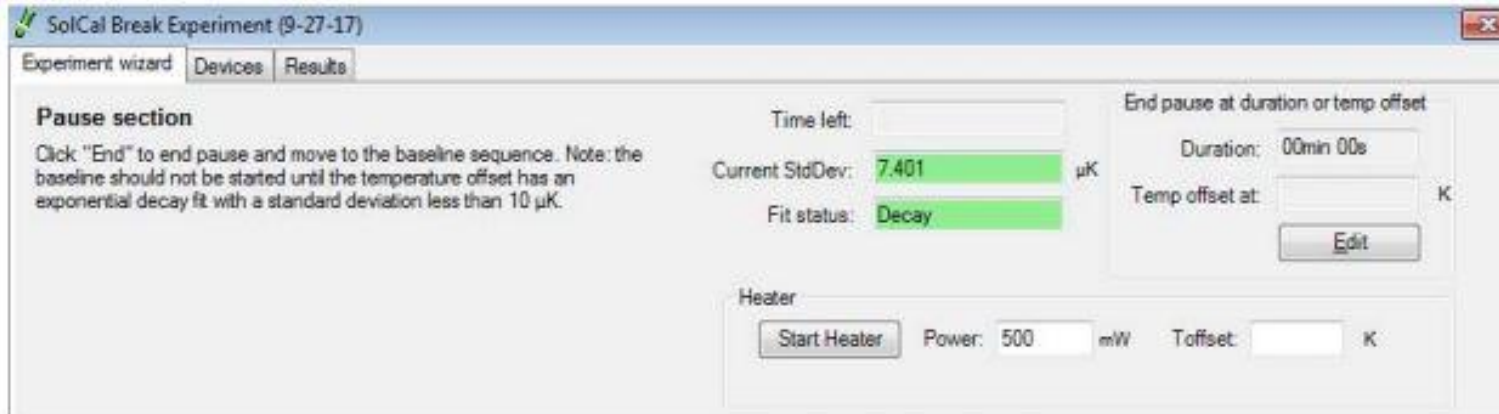 SolCal Break Experiment (9-27-17)
Experiment wizard Devices Results
Pause section
Click "End" to end pause and move to the baseline sequence. Note: the
baseline should not be started until the temperature offset has an
exponential decay fit with a standard deviation less than 10 µK.
Time left:
Current StdDev: 7.401 µK
Fit status: Decay
End pause at duration or temp offset
Duration: 00min 00s
Temp offset at: K
Edit
Heater
Start Heater Power: 500 mW Toffset: K